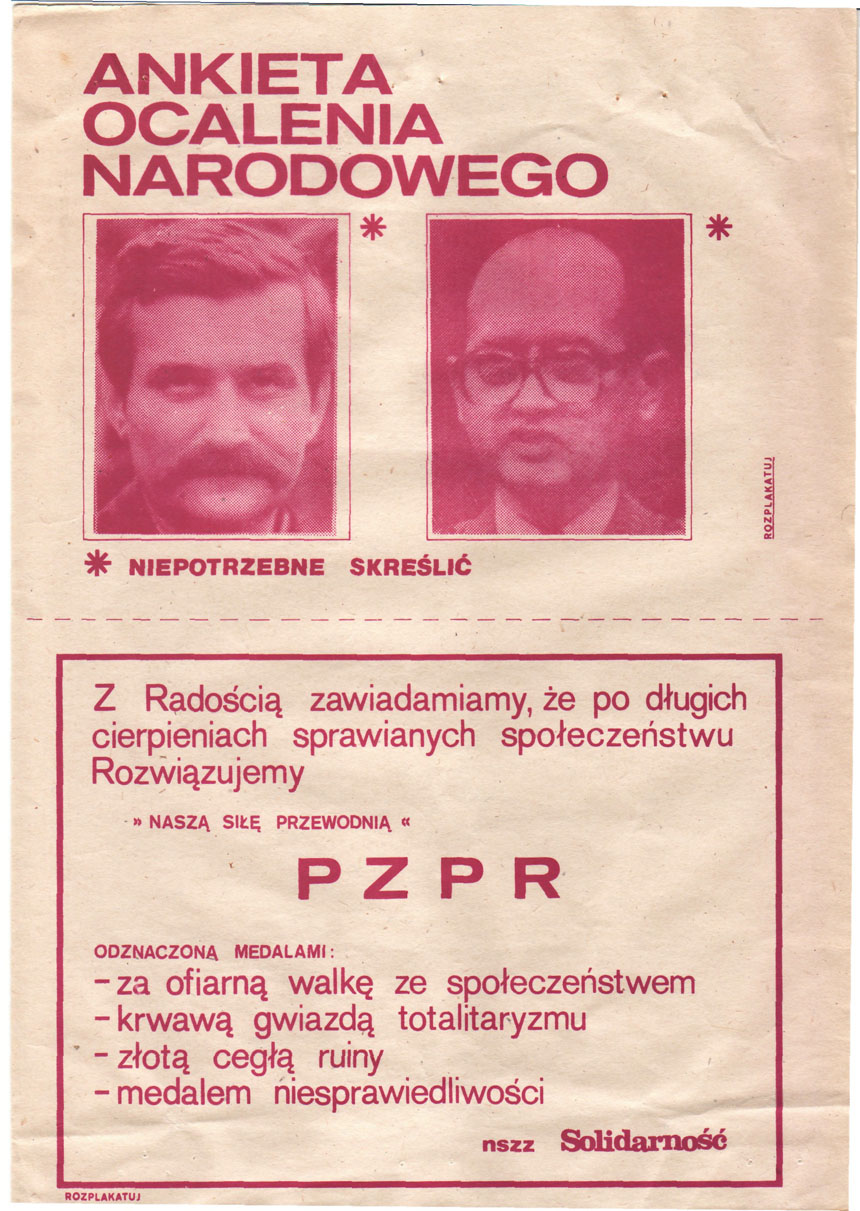 ANKIETA
OCALENIA
NARODOWEGO
*
*
ROZPLAKATUJ
* NIEPOTRZEBNE SKREŚLIĆ
Z Radością zawiadamiamy, że po długich
cierpieniach sprawianych społeczeństwu
Rozwiązujemy
» NASZĄ SIŁĘ PRZEWODNIĄ «
PZPR
ODZNACZONĄ MEDALAMI:
- za ofiarną walkę ze społeczeństwem
- krwawą gwiazdą totalitaryzmu
- złotą cegłą ruiny
- medalem niesprawiedliwości
nszz Solidarność
ROZPLAKATUJ